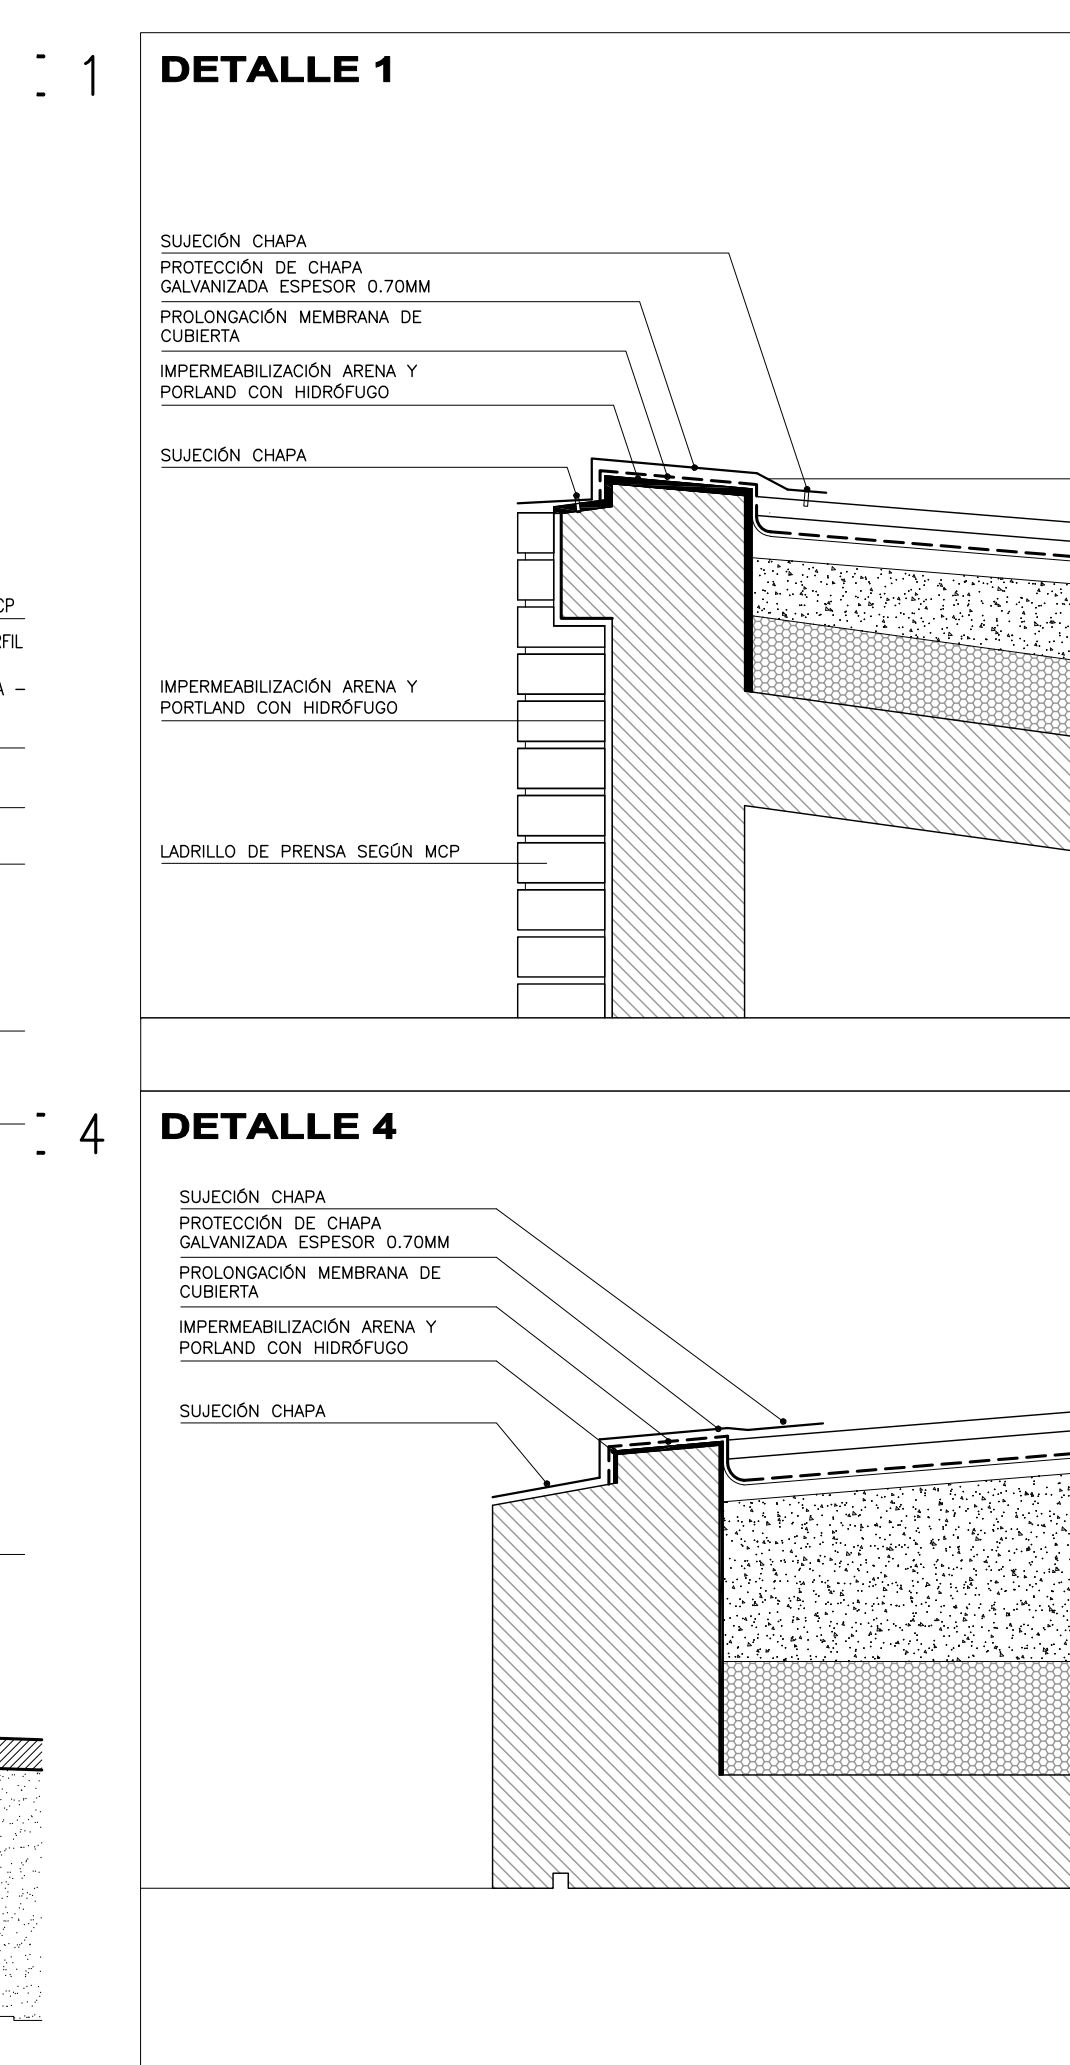 1
DETALLE 1
SUJECIÓN CHAPA
PROTECCIÓN DE CHAPA
GALVANIZADA ESPESOR 0.70MM
PROLONGACIÓN MEMBRANA DE
CUBIERTA
IMPERMEABILIZACIÓN ARENA Y
PORLAND CON HIDRÓFUGO
SUJECIÓN CHAPA
IMPERMEABILIZACIÓN ARENA Y
PORTLAND CON HIDRÓFUGO
LADRILLO DE PRENSA SEGÚN MCP
4
DETALLE 4
SUJECIÓN CHAPA
PROTECCIÓN DE CHAPA
GALVANIZADA ESPESOR 0.70MM
PROLONGACIÓN MEMBRANA DE
CUBIERTA
IMPERMEABILIZACIÓN ARENA Y
PORLAND CON HIDRÓFUGO
SUJECIÓN CHAPA